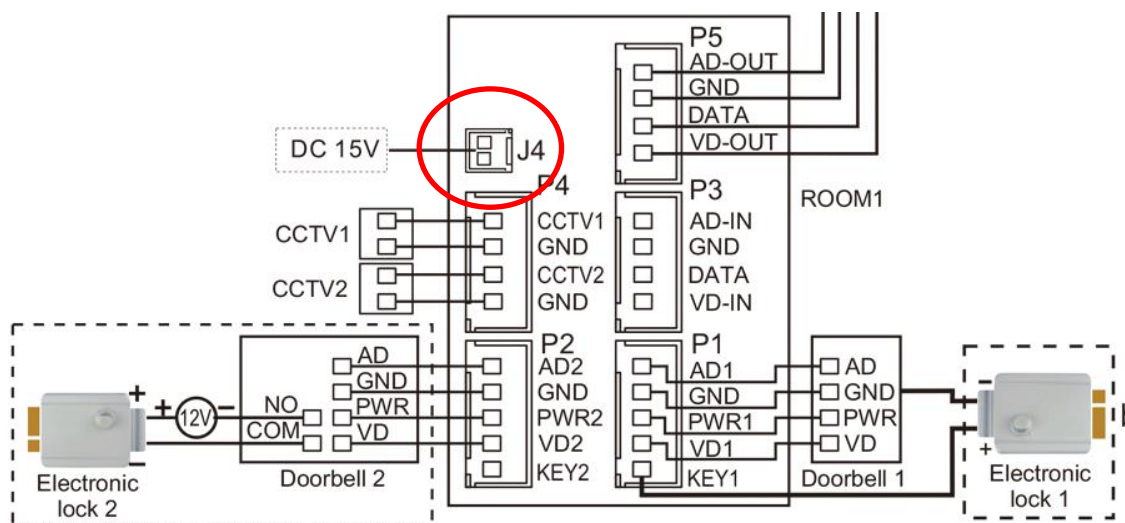 P5
AD-OUT
GND
DATA
VD-OUT
DC 15V
J4
P4
CCTV1
GND
CCTV2
GND
CCTV1
CCTV2
P3
AD-IN
GND
DATA
VD-IN
ROOM1
P2
AD2
GND
PWR2
VD2
KEY2
P1
AD1
GND
PWR1
VD1
KEY1
AD
GND
PWR
VD
NO
COM
Doorbell 2
+
+
12V
−
−
Electronic
lock 2
AD
GND
PWR
VD
Doorbell 1
−
+
Electronic
lock 1